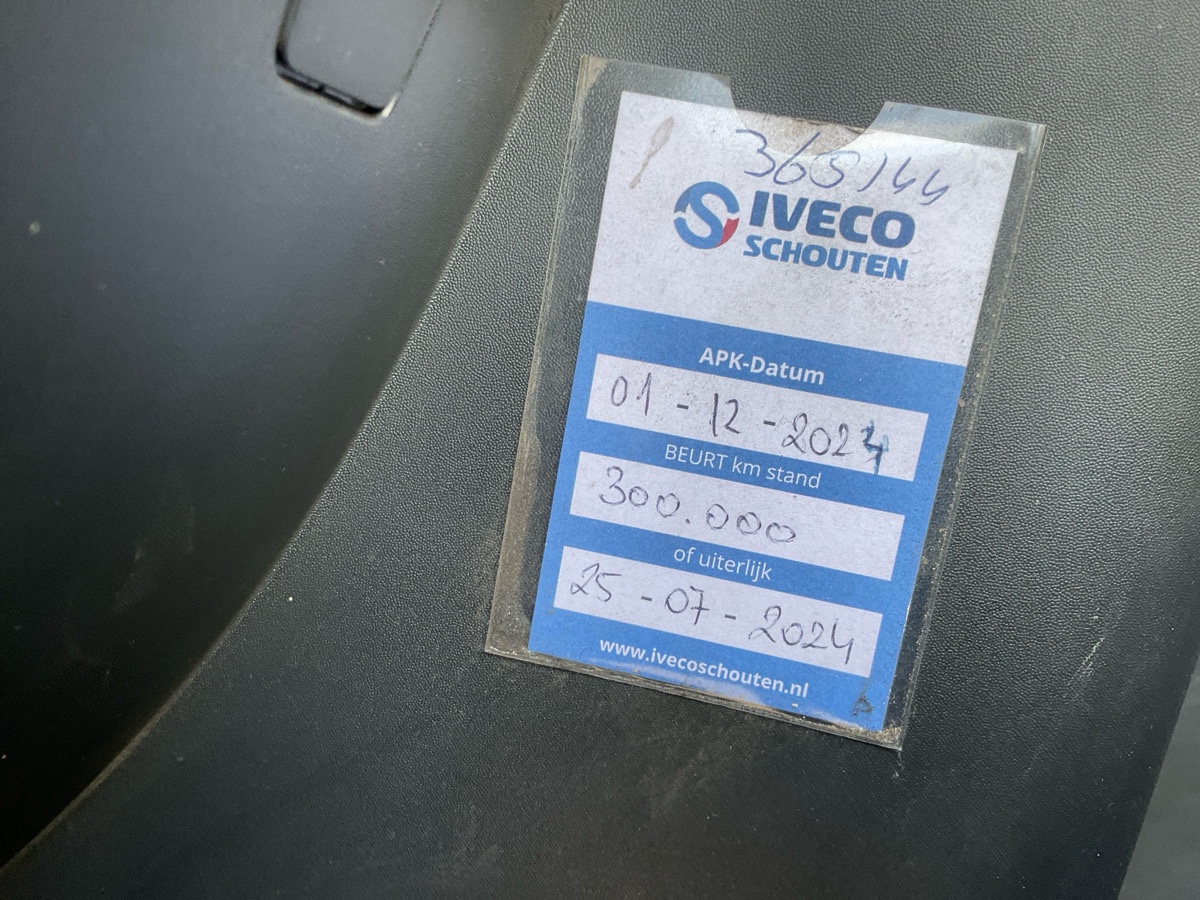 365144
IVECO
SCHOUTEN
APK-Datum
01 - 12 - 2024
BEURT km stand
300.000
of uiterlijk
25 - 07 - 2024
www.ivecoschouten.nl